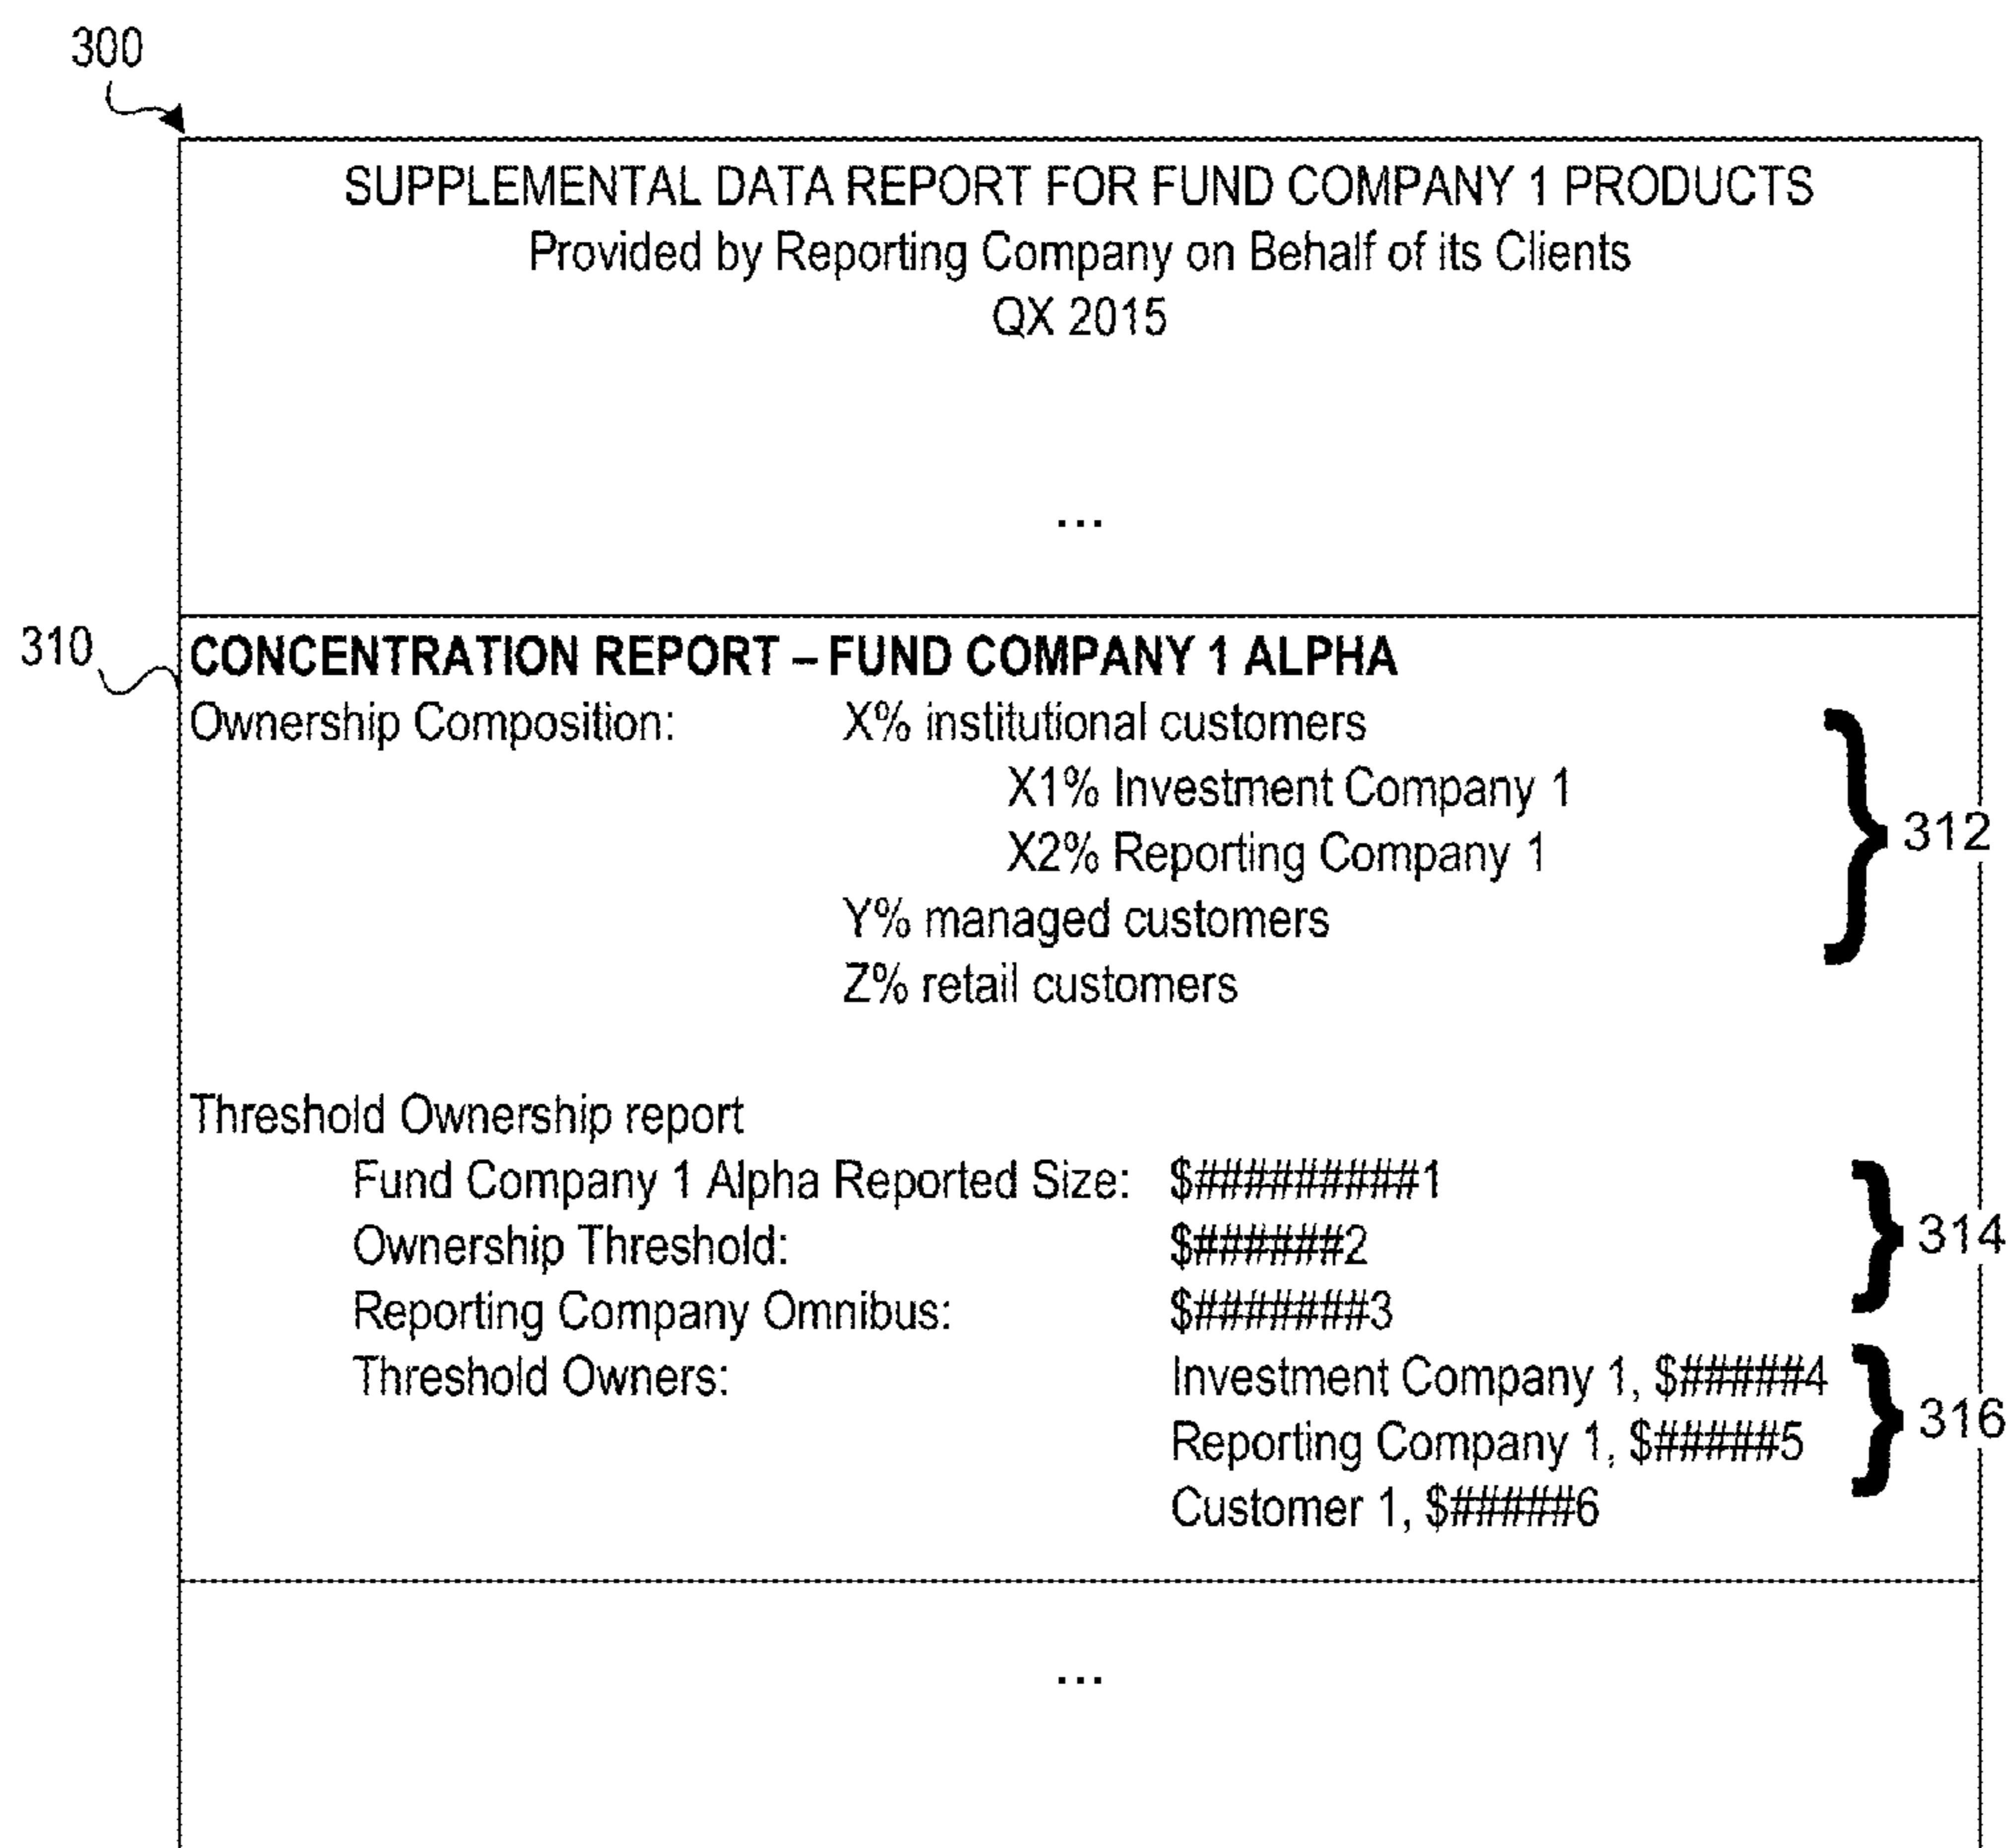 300
SUPPLEMENTAL DATA REPORT FOR FUND COMPANY 1 PRODUCTS
Provided by Reporting Company on Behalf of its Clients
QX 2015
...
310
CONCENTRATION REPORT – FUND COMPANY 1 ALPHA
Ownership Composition: X% institutional customers
X1% Investment Company 1
X2% Reporting Company 1
312
Y% managed customers
Z% retail customers
Threshold Ownership report
Fund Company 1 Alpha Reported Size: $#########1
Ownership Threshold: $######2
314
Reporting Company Omnibus: $#######3
Threshold Owners: Investment Company 1, $#####4
316
Reporting Company 1, $#####5
Customer 1, $#####6
...